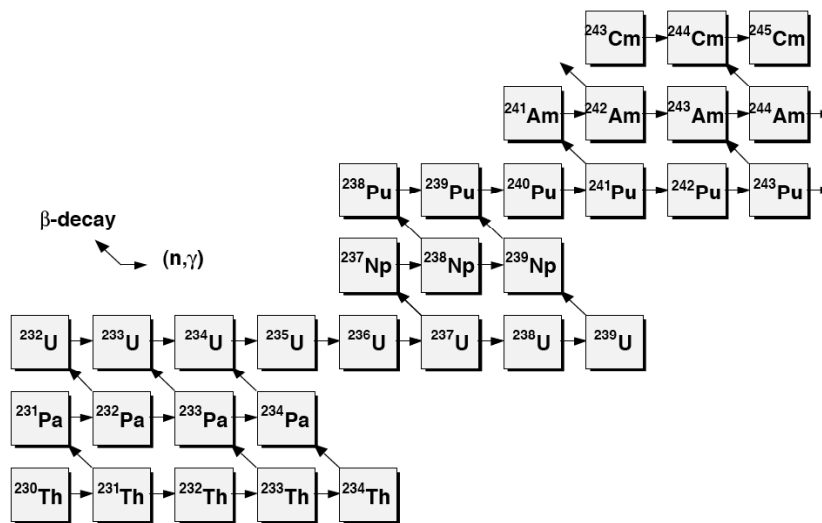 ²⁴³Cm ²⁴⁴Cm ²⁴⁵Cm
²⁴¹Am ²⁴²Am ²⁴³Am ²⁴⁴Am
²³⁸Pu ²³⁹Pu ²⁴⁰Pu ²⁴¹Pu ²⁴²Pu ²⁴³Pu
β-decay
(n,γ)
²³⁷Np ²³⁸Np ²³⁹Np
²³²U ²³³U ²³⁴U ²³⁵U ²³⁶U ²³⁷U ²³⁸U ²³⁹U
²³¹Pa ²³²Pa ²³³Pa ²³⁴Pa
²³⁰Th ²³¹Th ²³²Th ²³³Th ²³⁴Th